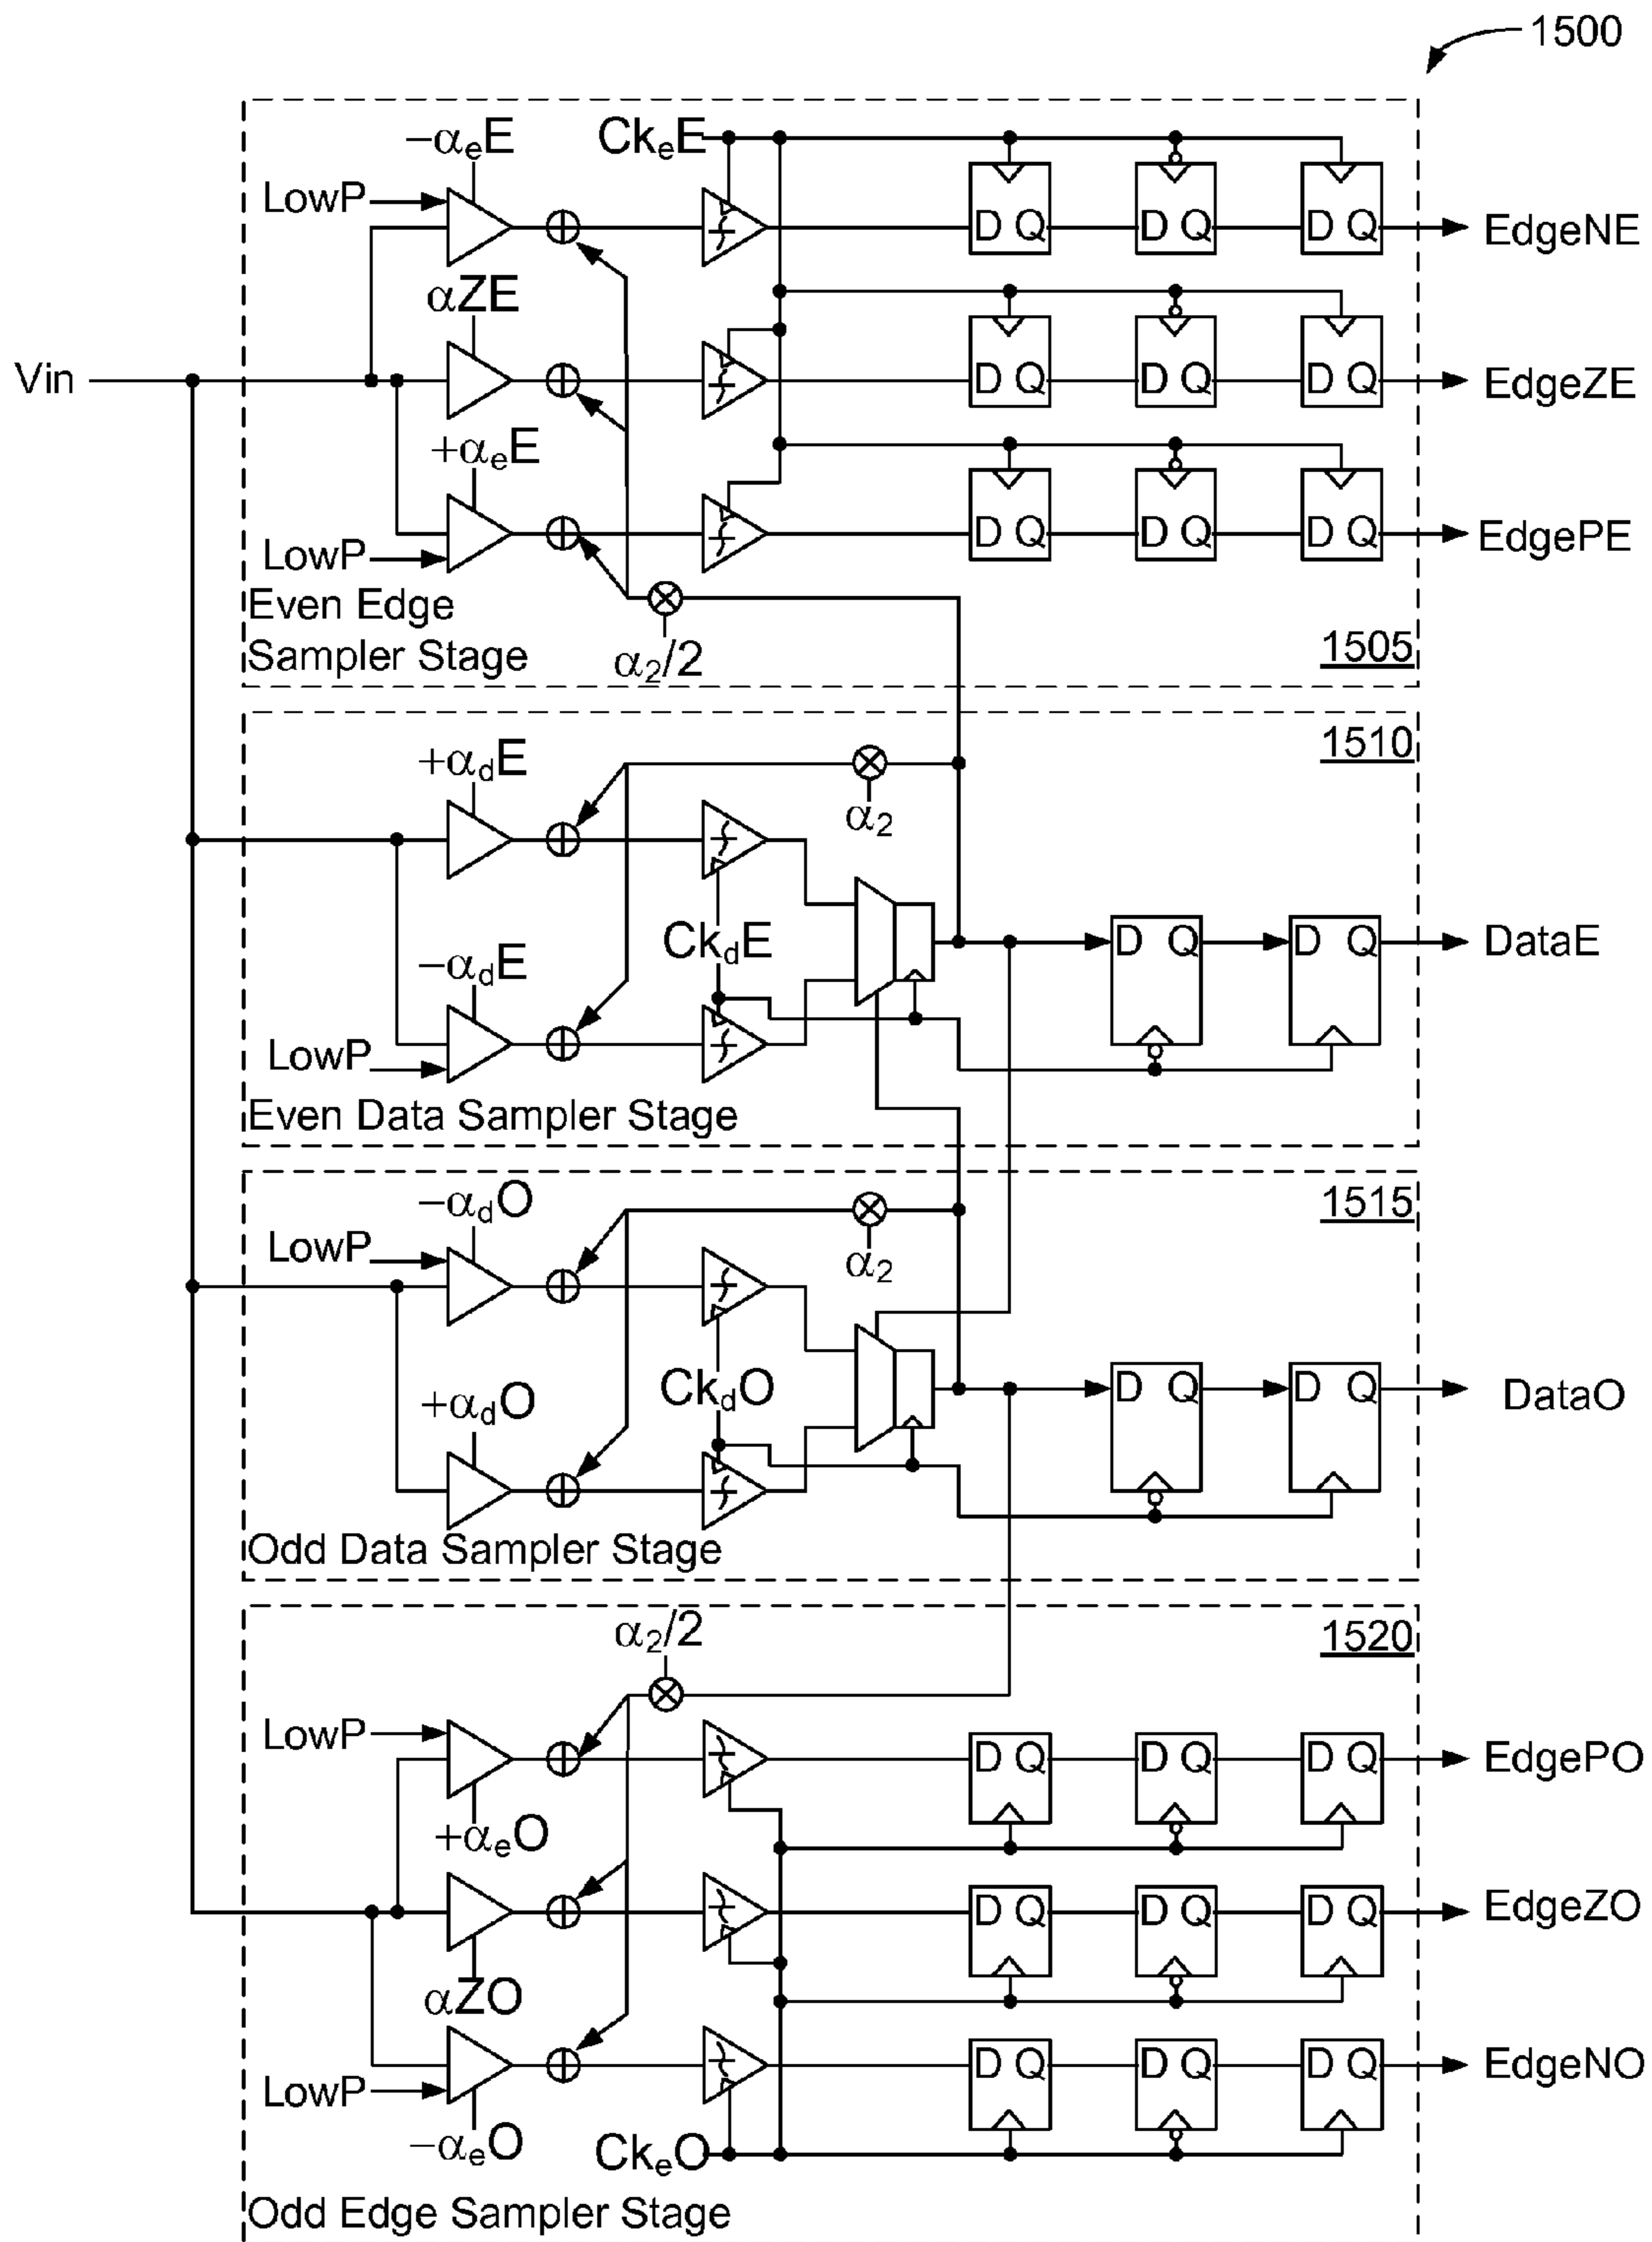 1500
−αeE
CkeE
LowP
D Q
D Q
D Q
EdgeNE
αZE
Vin
D Q
D Q
D Q
EdgeZE
+αeE
LowP
D Q
D Q
D Q
EdgePE
Even Edge
Sampler Stage
α2/2
1505
1510
+αdE
α2
CkdE
−αdE
D Q
D Q
DataE
LowP
Even Data Sampler Stage
1515
−αdO
LowP
α2
CkdO
+αdO
D Q
D Q
DataO
Odd Data Sampler Stage
α2/2
1520
LowP
D Q
D Q
D Q
EdgePO
+αeO
D Q
D Q
D Q
EdgeZO
αZO
D Q
D Q
D Q
EdgeNO
LowP
−αeO
CkeO
Odd Edge Sampler Stage